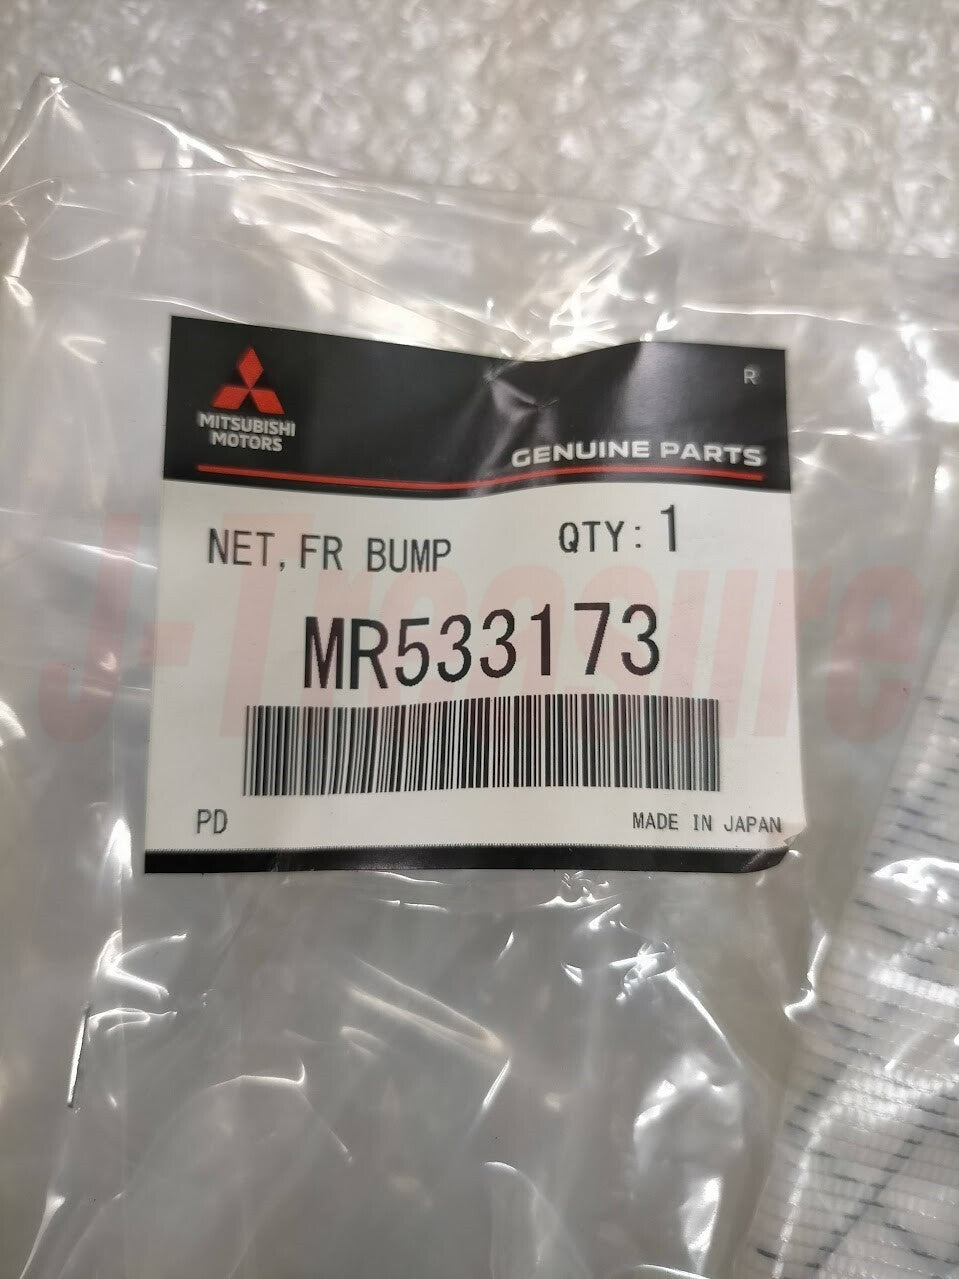 R
MITSUBISHI
MOTORS
GENUINE PARTS
NET, FR BUMP
QTY: 1
MR533173
PD
MADE IN JAPAN
J-Treasure